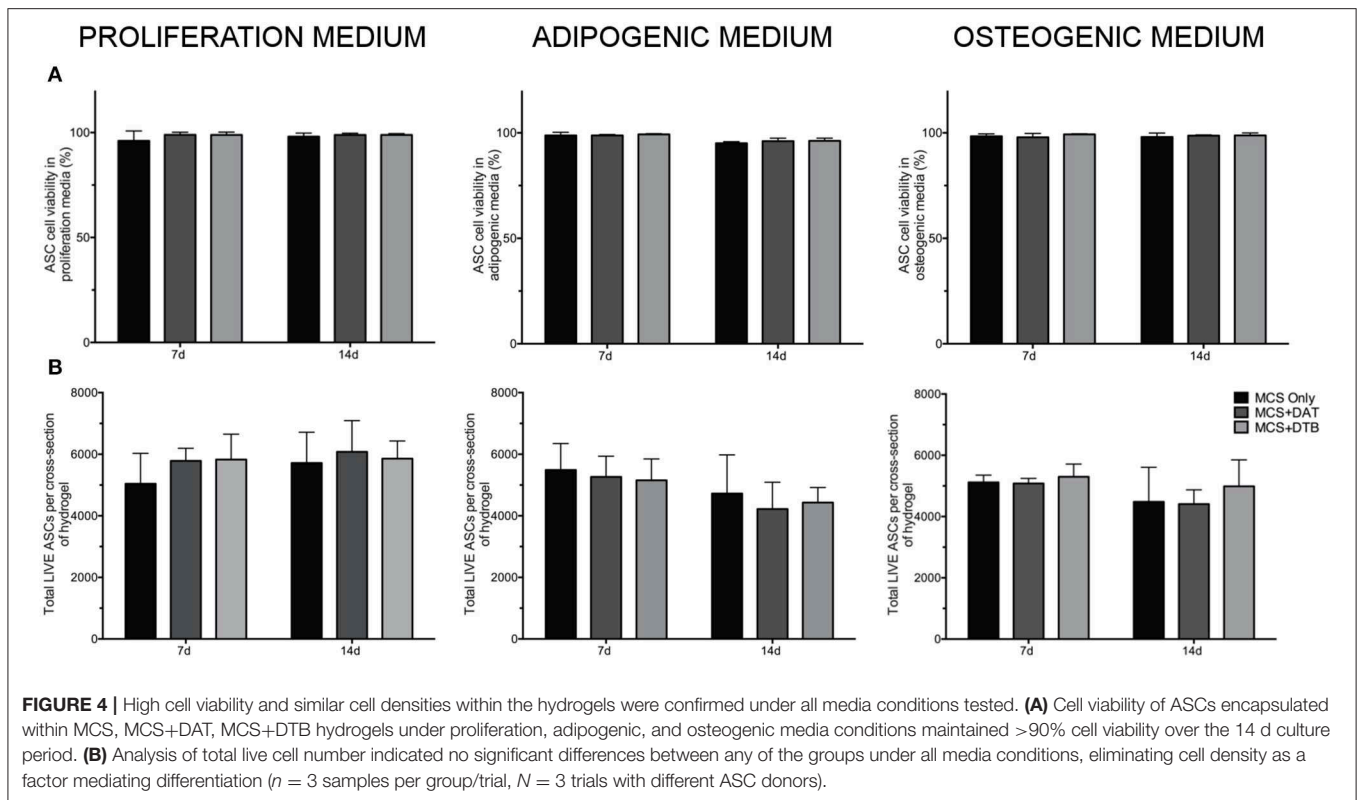 PROLIFERATION MEDIUM
ADIPOGENIC MEDIUM
OSTEOGENIC MEDIUM
A
ASC cell viability in
proliferation media (%)
100
50
0
7d
14d
ASC cell viability in
adipogenic media (%)
100
50
0
7d
14d
ASC cell viability in
osteogenic media (%)
100
50
0
7d
14d
B
Total LIVE ASCs per cross-section
of hydrogel
8000
6000
4000
2000
0
7d
14d
Total LIVE ASCs per cross-section
of hydrogel
8000
6000
4000
2000
0
7d
14d
Total LIVE ASCs per cross-section
of hydrogel
8000
6000
4000
2000
0
7d
14d
MCS Only
MCS+DAT
MCS+DTB
FIGURE 4 | High cell viability and similar cell densities within the hydrogels were confirmed under all media conditions tested. (A) Cell viability of ASCs encapsulated
within MCS, MCS+DAT, MCS+DTB hydrogels under proliferation, adipogenic, and osteogenic media conditions maintained >90% cell viability over the 14 d culture
period. (B) Analysis of total live cell number indicated no significant differences between any of the groups under all media conditions, eliminating cell density as a
factor mediating differentiation (n = 3 samples per group/trial, N = 3 trials with different ASC donors).